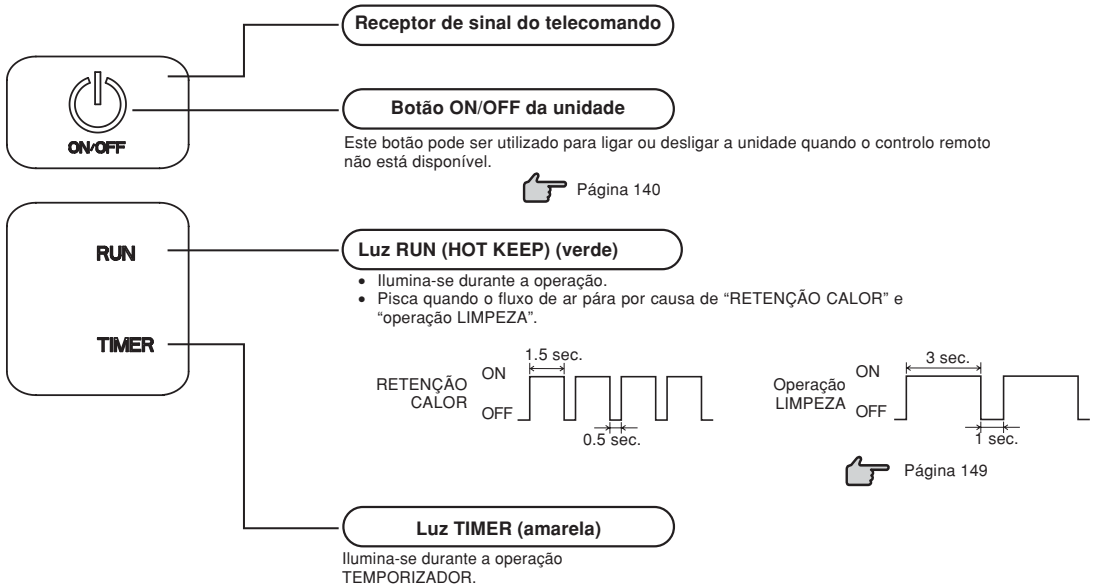 Receptor de sinal do telecomando
ON/OFF
Botão ON/OFF da unidade
Este botão pode ser utilizado para ligar ou desligar a unidade quando o controlo remoto
não está disponível.
Página 140
RUN
TIMER
Luz RUN (HOT KEEP) (verde)
• Ilumina-se durante a operação.
• Pisca quando o fluxo de ar pára por causa de “RETENÇÃO CALOR” e
“operação LIMPEZA”.
RETENÇÃO
CALOR
ON
OFF
1.5 sec.
0.5 sec.
Operação
LIMPEZA
ON
OFF
3 sec.
1 sec.
Página 149
Luz TIMER (amarela)
Ilumina-se durante a operação
TEMPORIZADOR.